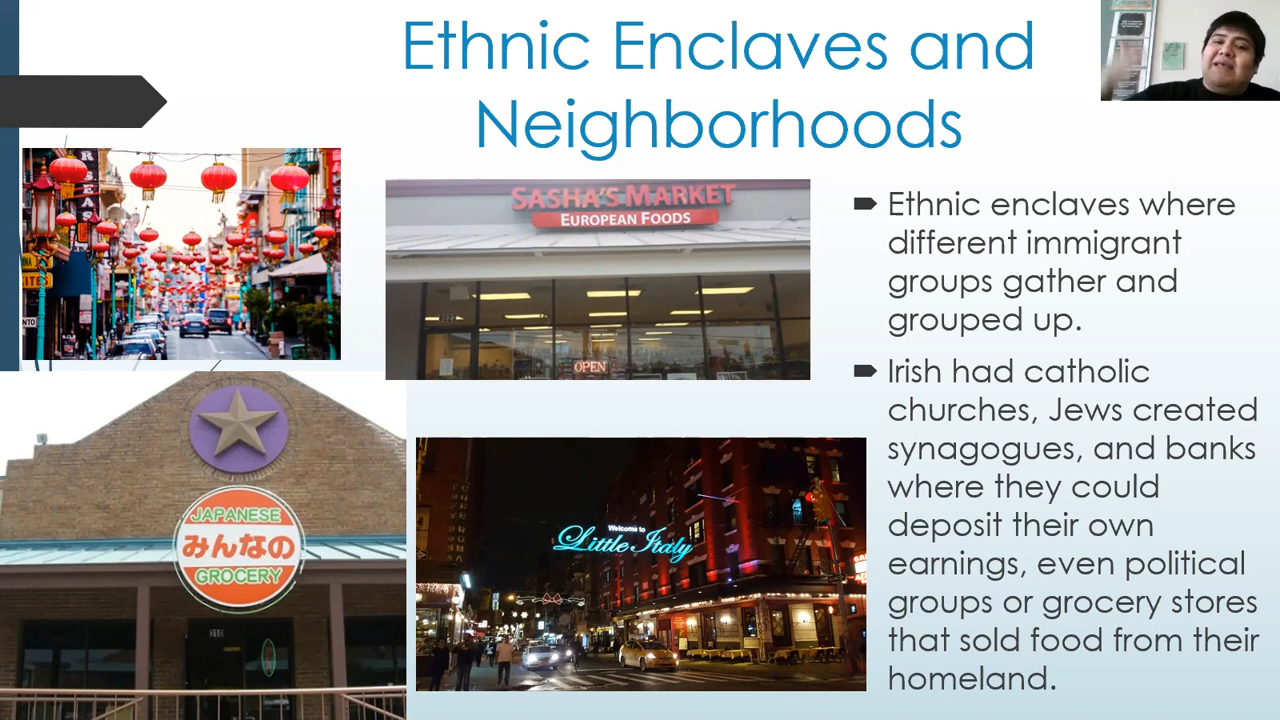 Ethnic Enclaves and
Neighborhoods
SASHA'S MARKET
EUROPEAN FOODS
OPEN
JAPANESE
みんなの
GROCERY
310
Welcome to
Little Italy
Ethnic enclaves where
different immigrant
groups gather and
grouped up.
Irish had catholic
churches, Jews created
synagogues, and banks
where they could
deposit their own
earnings, even political
groups or grocery stores
that sold food from their
homeland.